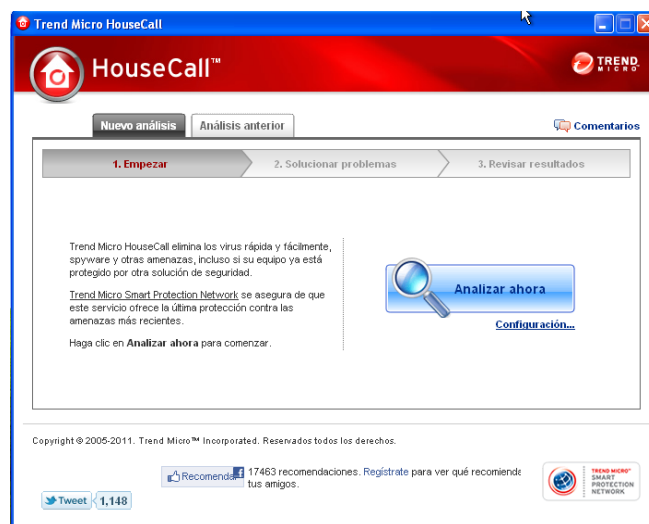 Trend Micro HouseCall
HouseCall™
TREND
MICRO
Nuevo análisis
Análisis anterior
Comentarios
1. Empezar
2. Solucionar problemas
3. Revisar resultados
Trend Micro HouseCall elimina los virus rápida y fácilmente,
spyware y otras amenazas, incluso si su equipo ya está
protegido por otra solución de seguridad.
Trend Micro Smart Protection Network se asegura de que
este servicio ofrece la última protección contra las
amenazas más recientes.
Haga clic en Analizar ahora para comenzar.
Analizar ahora
Configuración...
Copyright © 2005-2011. Trend Micro™ Incorporated. Reservados todos los derechos.
Recomenda
17463 recomendaciones. Regístrate para ver qué recomienda
tus amigos.
Tweet
1,148
TREND MICRO™
SMART
PROTECTION
NETWORK